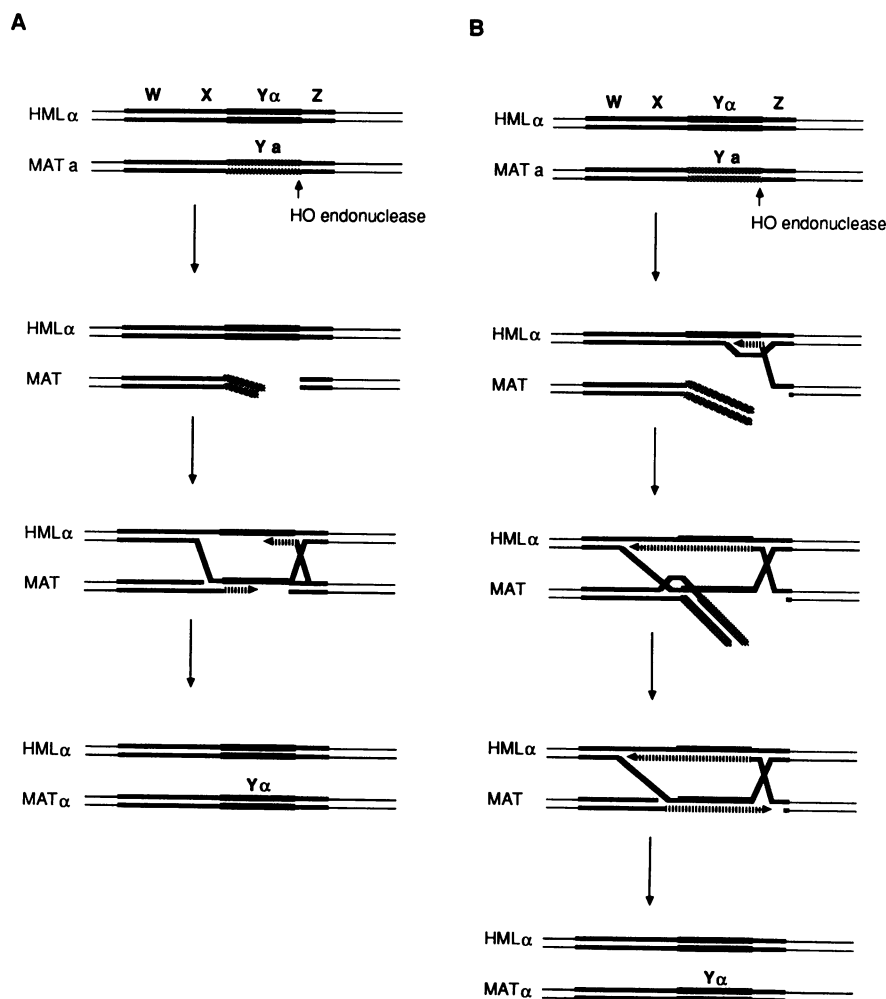 A
W X Yα Z
HMLα
Y a
MAT a
HO endonuclease
HMLα
MAT
HMLα
MAT
HMLα
Yα
MATα
B
W X Yα Z
HMLα
Y a
MAT a
HO endonuclease
HMLα
MAT
HMLα
MAT
HMLα
MAT
HMLα
Yα
MATα